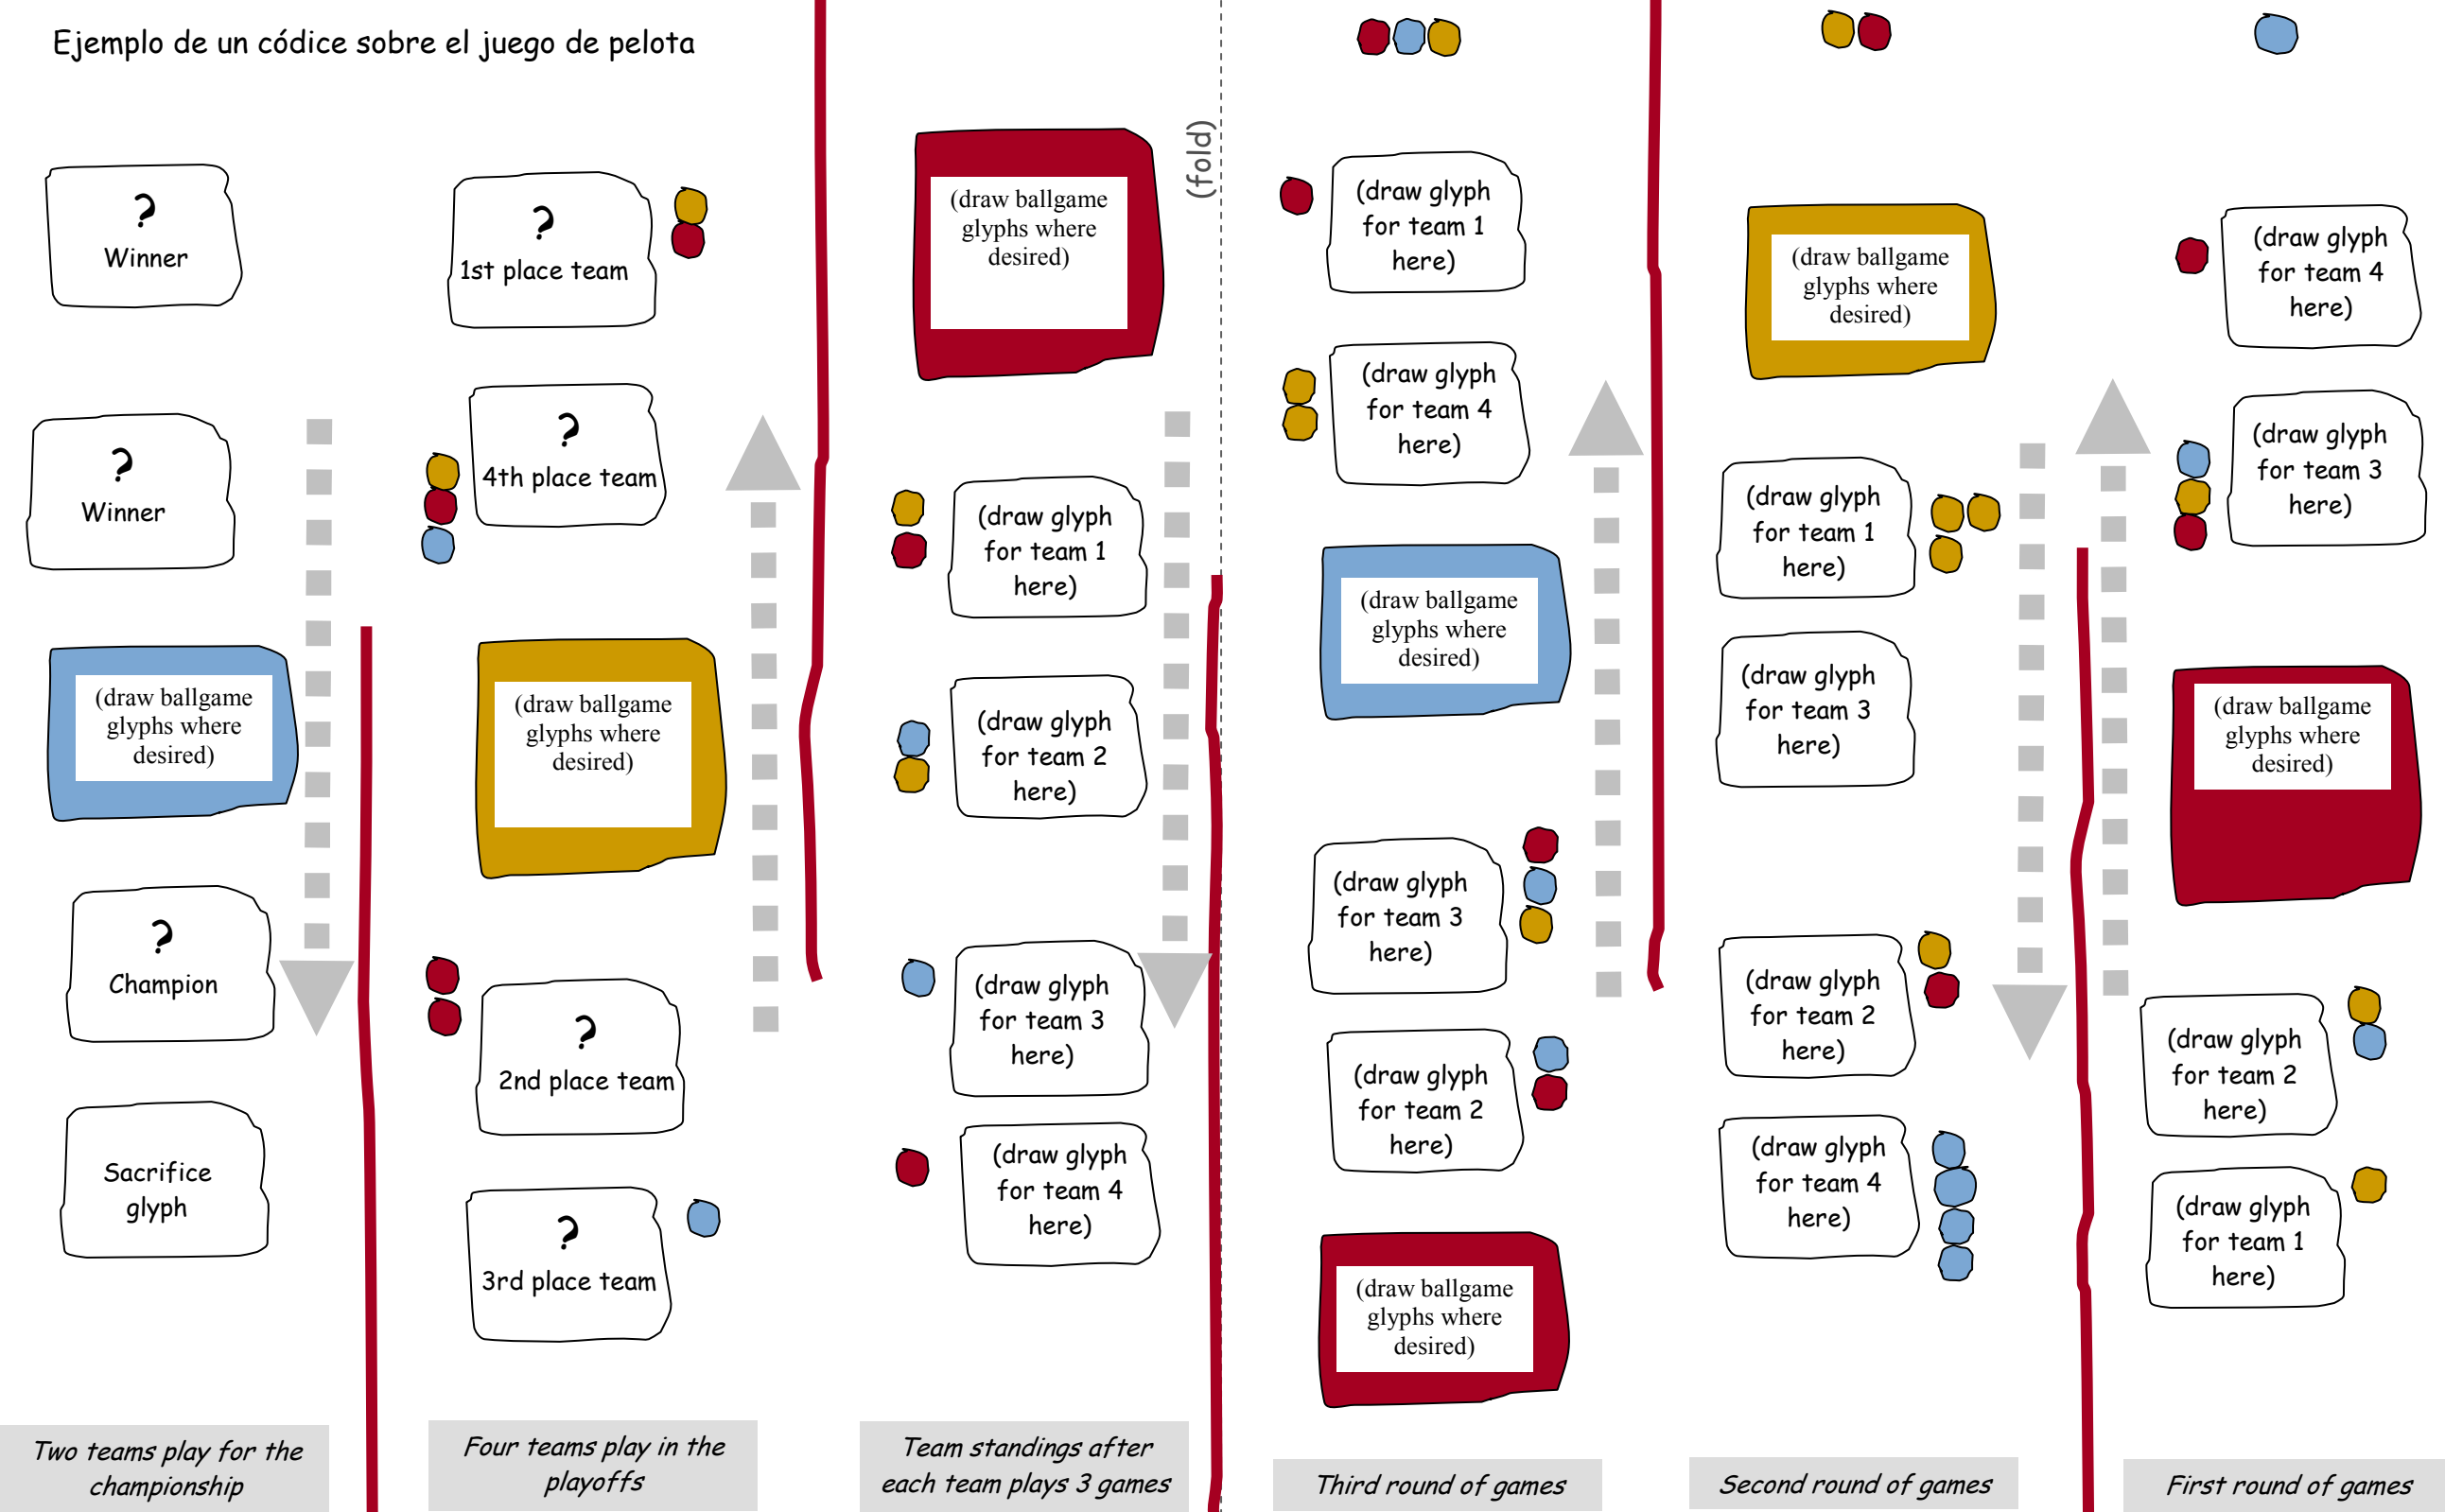 Ejemplo de un códice sobre el juego de pelota
?
Winner
?
Winner
(draw ballgame
glyphs where
desired)
?
Champion
Sacrifice
glyph
Two teams play for the
championship
?
1st place team
?
4th place team
(draw ballgame
glyphs where
desired)
?
2nd place team
?
3rd place team
Four teams play in the
playoffs
(draw ballgame
glyphs where
desired)
(draw glyph
for team 1
here)
(draw glyph
for team 2
here)
(draw glyph
for team 3
here)
(draw glyph
for team 4
here)
Team standings after
each team plays 3 games
(fold)
(draw glyph
for team 1
here)
(draw glyph
for team 4
here)
(draw ballgame
glyphs where
desired)
(draw glyph
for team 3
here)
(draw glyph
for team 2
here)
(draw ballgame
glyphs where
desired)
Third round of games
(draw ballgame
glyphs where
desired)
(draw glyph
for team 1
here)
(draw glyph
for team 3
here)
(draw glyph
for team 2
here)
(draw glyph
for team 4
here)
Second round of games
(draw glyph
for team 4
here)
(draw glyph
for team 3
here)
(draw ballgame
glyphs where
desired)
(draw glyph
for team 2
here)
(draw glyph
for team 1
here)
First round of games